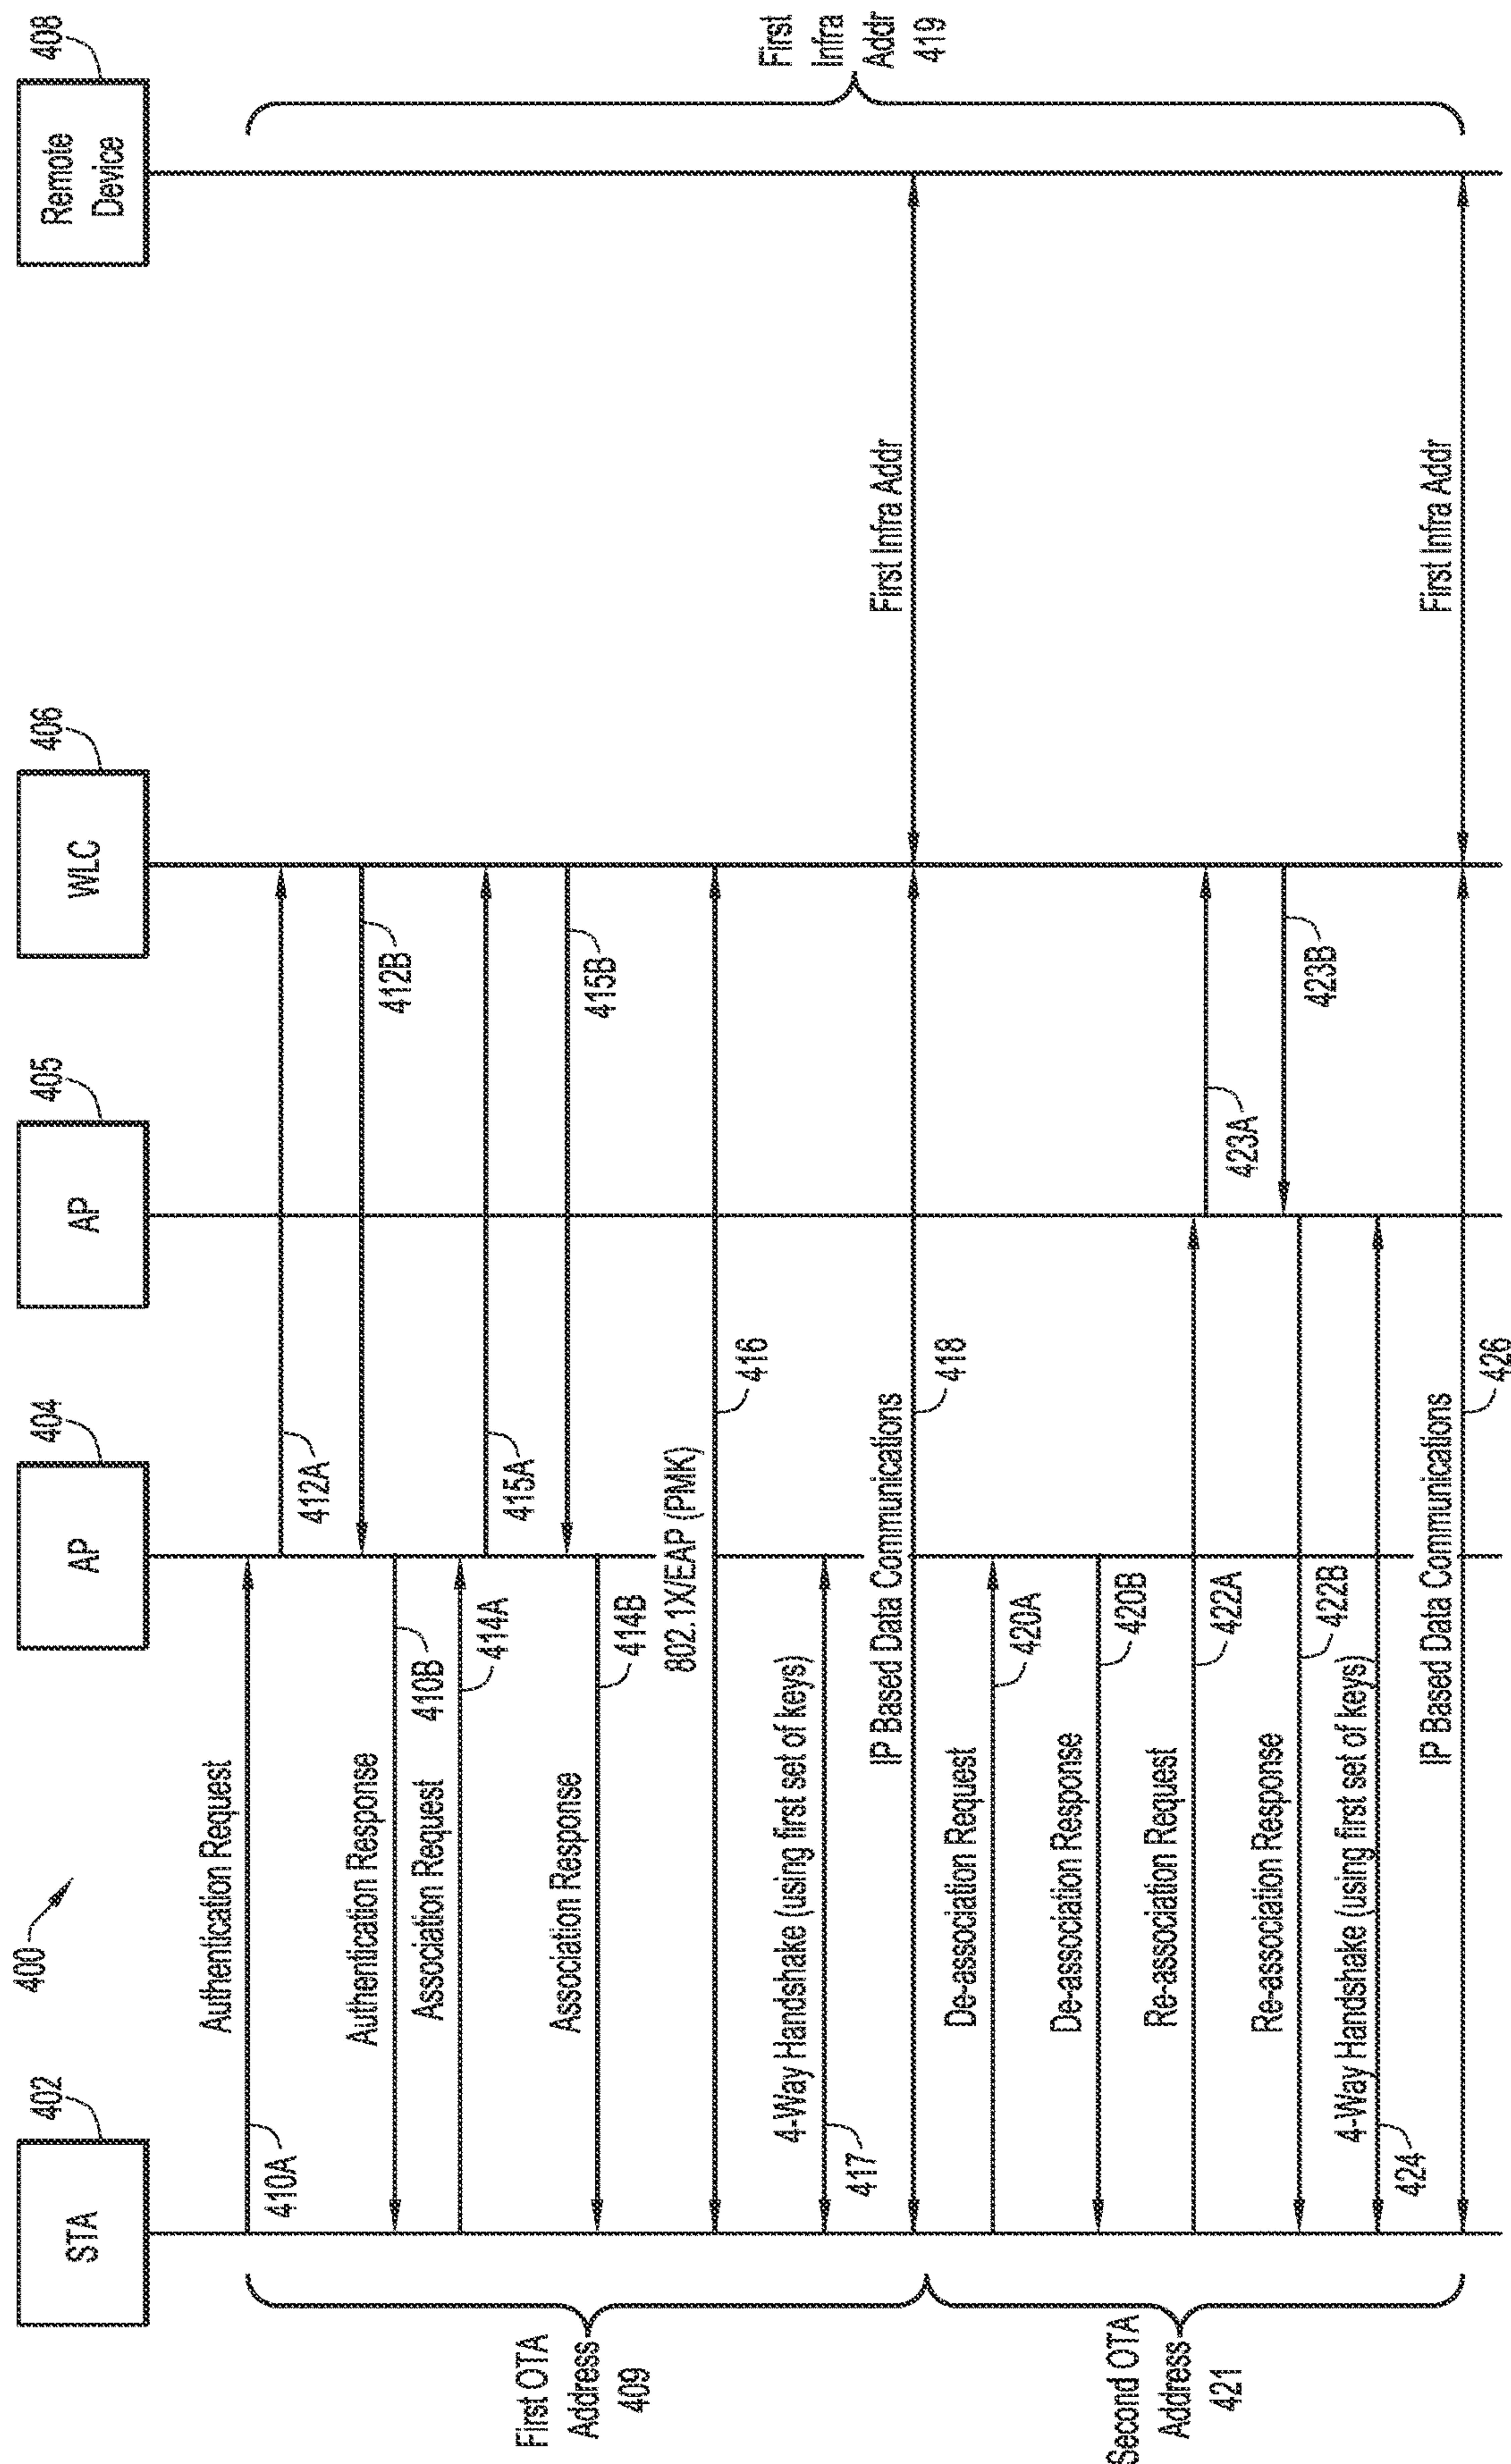 400
STA
402
AP
404
AP
405
WLC
406
Remote
Device
408
Authentication Request
410A
412A
412B
Authentication Response
410B
Association Request
414A
415A
415B
Association Response
414B
802.1X/EAP (PMK)
416
4-Way Handshake (using first set of keys)
417
IP Based Data Communications
418
First Infra Addr
De-association Request
420A
De-association Response
420B
Re-association Request
422A
423A
423B
Re-association Response
422B
4-Way Handshake (using first set of keys)
424
IP Based Data Communications
426
First Infra Addr
First OTA
Address
409
Second OTA
Address
421
First
Infra
Addr
419